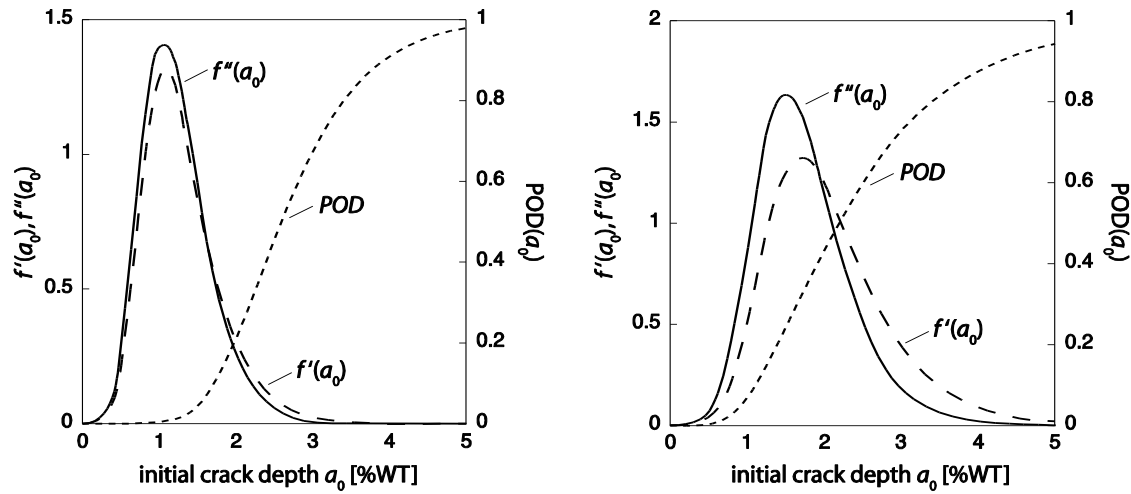 1.5
1
0.5
0
1
0.8
0.6
0.4
0.2
0
0 1 2 3 4 5
f′(a₀), f″(a₀)
POD(a₀)
f″(a₀)
POD
f′(a₀)
initial crack depth a₀ [%WT]
2
1.5
1
0.5
0
1
0.8
0.6
0.4
0.2
0
0 1 2 3 4 5
f′(a₀), f″(a₀)
POD(a₀)
f″(a₀)
POD
f′(a₀)
initial crack depth a₀ [%WT]